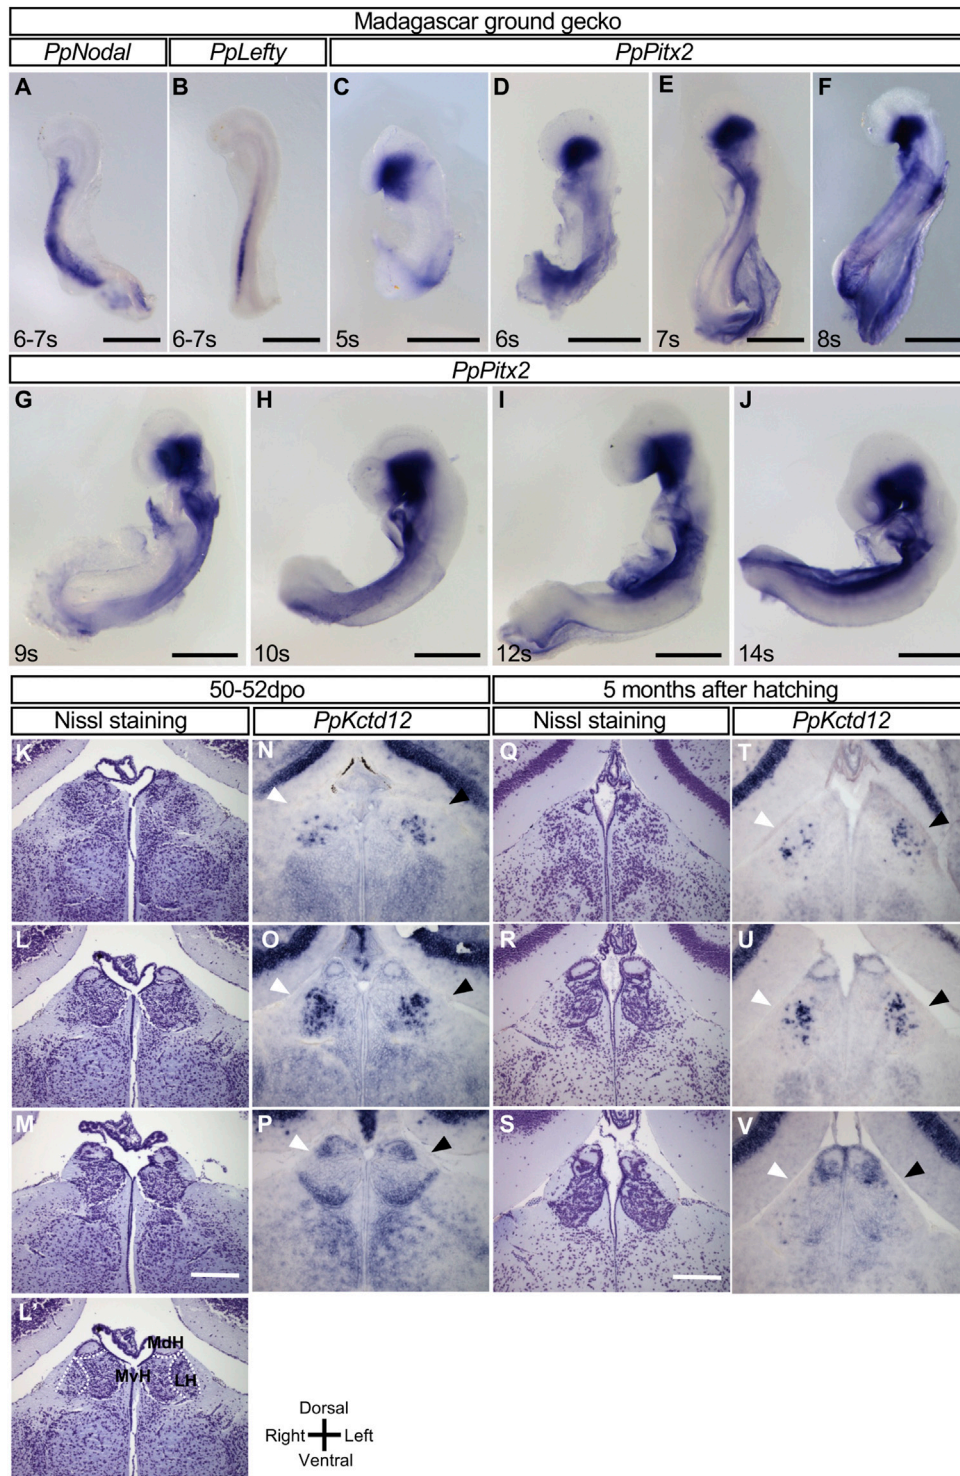 Madagascar ground gecko
PpNodal PpLefty PpPitx2
A B C D E F
6-7s 6-7s 5s 6s 7s 8s
PpPitx2
G H I J
9s 10s 12s 14s
50-52dpo 5 months after hatching
Nissl staining PpKctd12 Nissl staining PpKctd12
K N Q T
L O R U
M P S V
L'
MdH
MvH LH
Dorsal
Right Left
Ventral